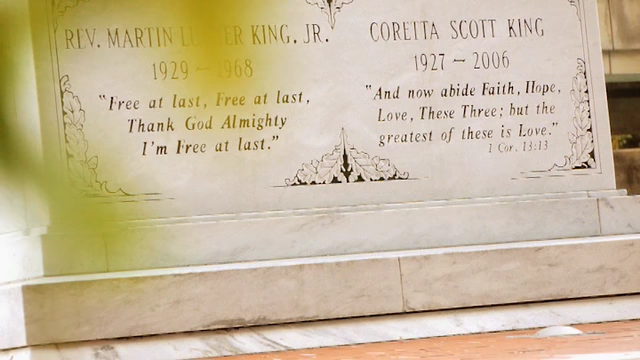 REV. MARTIN LUTHER KING, JR.
1929 – 1968
"Free at last, Free at last,
Thank God Almighty
I'm Free at last."
CORETTA SCOTT KING
1927 – 2006
"And now abide Faith, Hope,
Love, These Three; but the
greatest of these is Love."
1 Cor. 13:13